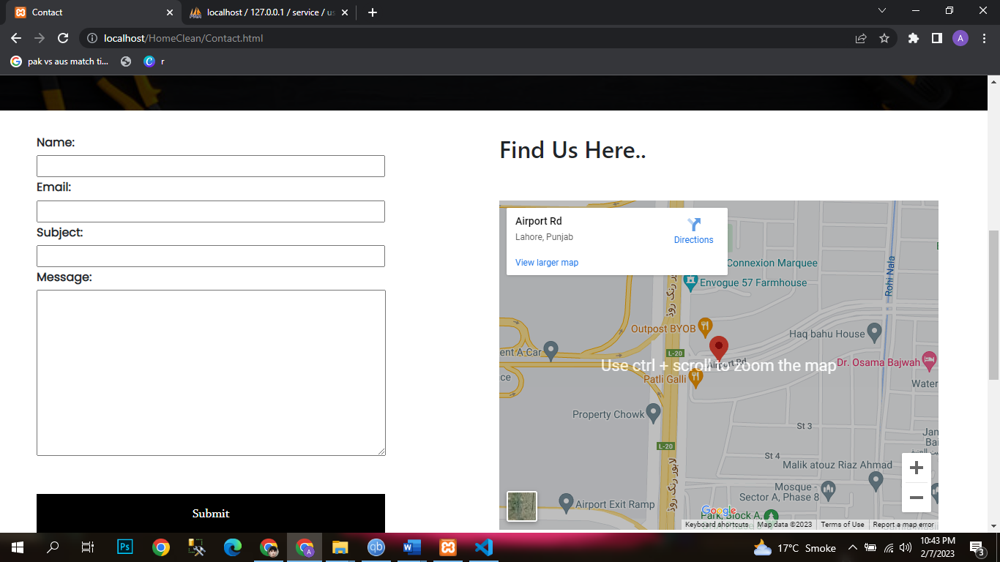 Contact
localhost / 127.0.0.1 / service / us
localhost/HomeClean/Contact.html
A
pak vs aus match ti...
r
Name:
Email:
Subject:
Message:
Submit
Find Us Here..
Airport Rd
Lahore, Punjab
Directions
View larger map
Connexion Marquee
Envogue 57 Farmhouse
Rohi Nala
رنگ روڈ
Outpost BYOB
Haq bahu House
ent A Car
L-20
Airport Rd
Use ctrl + scroll to zoom the map
Dr. Osama Bajwah
ce
Patli Galli
Water
Property Chowk
St 3
Jan
Bai
L-20
St 4
لاہور رنگ روڈ
Malik atouz Riaz Ahmad
Mosque -
Sector A, Phase 8
Airport Exit Ramp
Google
Park, Block A,
Keyboard shortcuts
Map data ©2023
Terms of Use
Report a map error
Ps
qb
W
A
17°C Smoke
10:43 PM
2/7/2023
3